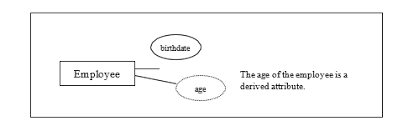 birthdate
Employee
age
The age of the employee is a
derived attribute.